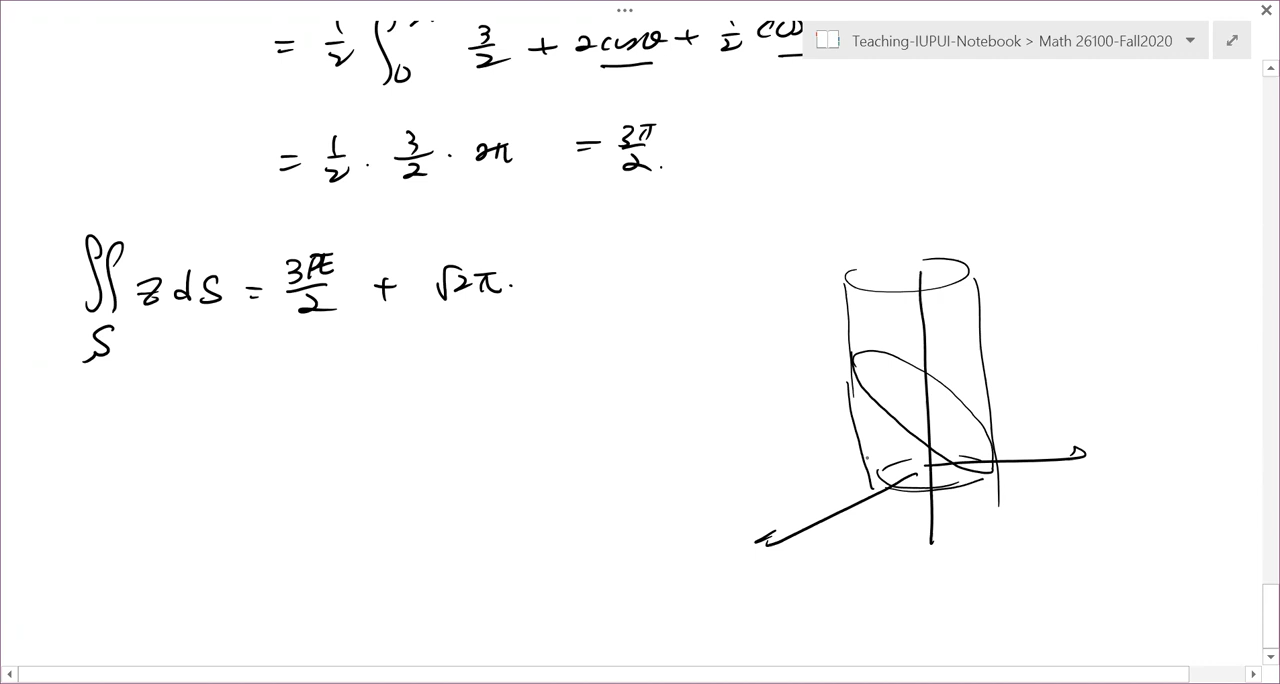 Teaching-IUPUI-Notebook > Math 26100-Fall2020
= 1/2 ∫₀ 3/2 + 2cosθ + 1/2 cos
= 1/2 · 3/2 · 2π = 3π/2.
∬_S z dS = 3π/2 + √2π.